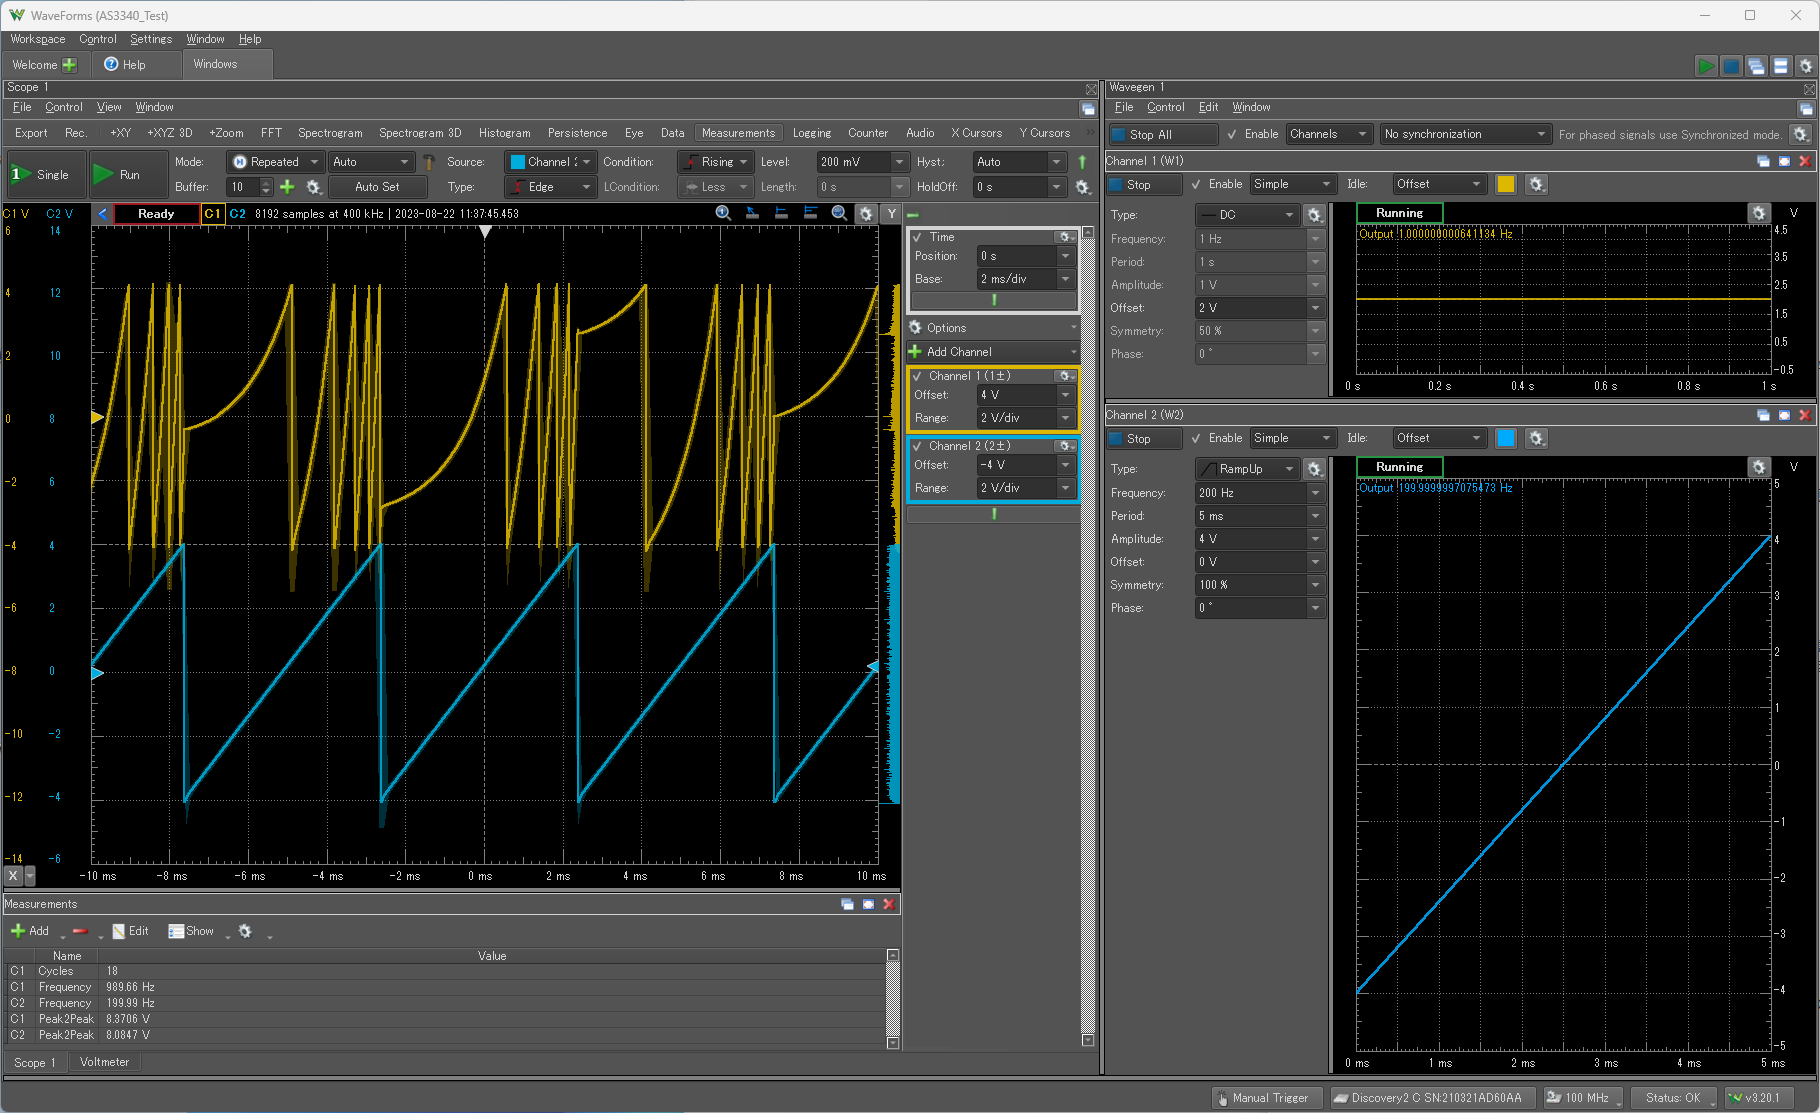 WaveForms (AS3340_Test)
Workspace Control Settings Window Help
Welcome Help Windows
Scope 1
File Control View Window
Export Rec. +XY +XYZ 3D +Zoom FFT Spectrogram Spectrogram 3D Histogram Persistence Eye Data Measurements Logging Counter Audio X Cursors Y Cursors
Single Run Mode: Repeated Auto Source: Channel 2 Condition: Rising Level: 200 mV Hyst: Auto
Buffer: 10 Auto Set Type: Edge LCondition: Less Length: 0 s HoldOff: 0 s
C1 V C2 V Ready C1 C2 8192 samples at 400 kHz | 2023-08-22 11:37:45.453 Y
6 14
4 12
2 10
0 8
-2 6
-4 4
-6 2
-8 0
-10 -2
-12 -4
-14 -6
X -10 ms -8 ms -6 ms -4 ms -2 ms 0 ms 2 ms 4 ms 6 ms 8 ms 10 ms
Time
Position: 0 s
Base: 2 ms/div
Options
Add Channel
Channel 1 (1±)
Offset: 4 V
Range: 2 V/div
Channel 2 (2±)
Offset: -4 V
Range: 2 V/div
Measurements
Add Edit Show
Name Value
C1 Cycles 18
C1 Frequency 989.66 Hz
C2 Frequency 199.99 Hz
C1 Peak2Peak 8.3706 V
C2 Peak2Peak 8.0847 V
Scope 1 Voltmeter
Wavegen 1
File Control Edit Window
Stop All Enable Channels No synchronization For phased signals use Synchronized mode.
Channel 1 (W1)
Stop Enable Simple Idle: Offset
Type: DC
Frequency: 1 Hz
Period: 1 s
Amplitude: 1 V
Offset: 2 V
Symmetry: 50 %
Phase: 0 °
Running V
Output 1.000000000641134 Hz
4.5
3.5
2.5
1.5
0.5
-0.5
0 s 0.2 s 0.4 s 0.6 s 0.8 s 1 s
Channel 2 (W2)
Stop Enable Simple Idle: Offset
Type: RampUp
Frequency: 200 Hz
Period: 5 ms
Amplitude: 4 V
Offset: 0 V
Symmetry: 100 %
Phase: 0 °
Running V
Output 199.9999997075473 Hz
5
4
3
2
1
0
-1
-2
-3
-4
-5
0 ms 1 ms 2 ms 3 ms 4 ms 5 ms
Manual Trigger Discovery2 C SN:210321AD60AA 100 MHz Status: OK v3.20.1